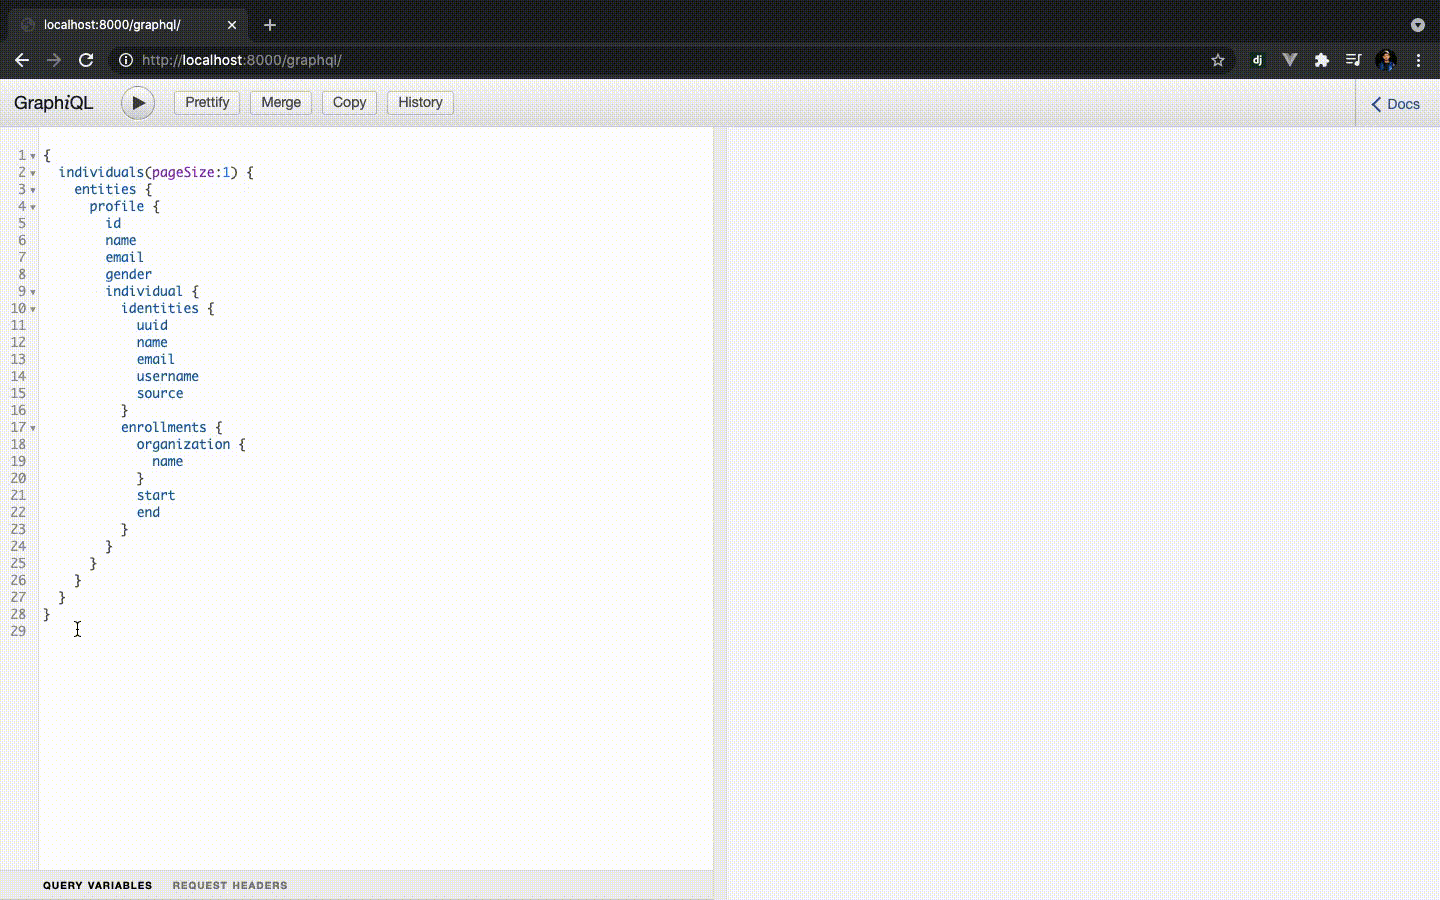 localhost:8000/graphql/
http://localhost:8000/graphql/
dj
GraphiQL
Prettify
Merge
Copy
History
Docs
1 {
2   individuals(pageSize:1) {
3     entities {
4       profile {
5         id
6         name
7         email
8         gender
9         individual {
10           identities {
11             uuid
12             name
13             email
14             username
15             source
16           }
17           enrollments {
18             organization {
19               name
20             }
21             start
22             end
23           }
24         }
25       }
26     }
27   }
28 }
29
QUERY VARIABLES
REQUEST HEADERS